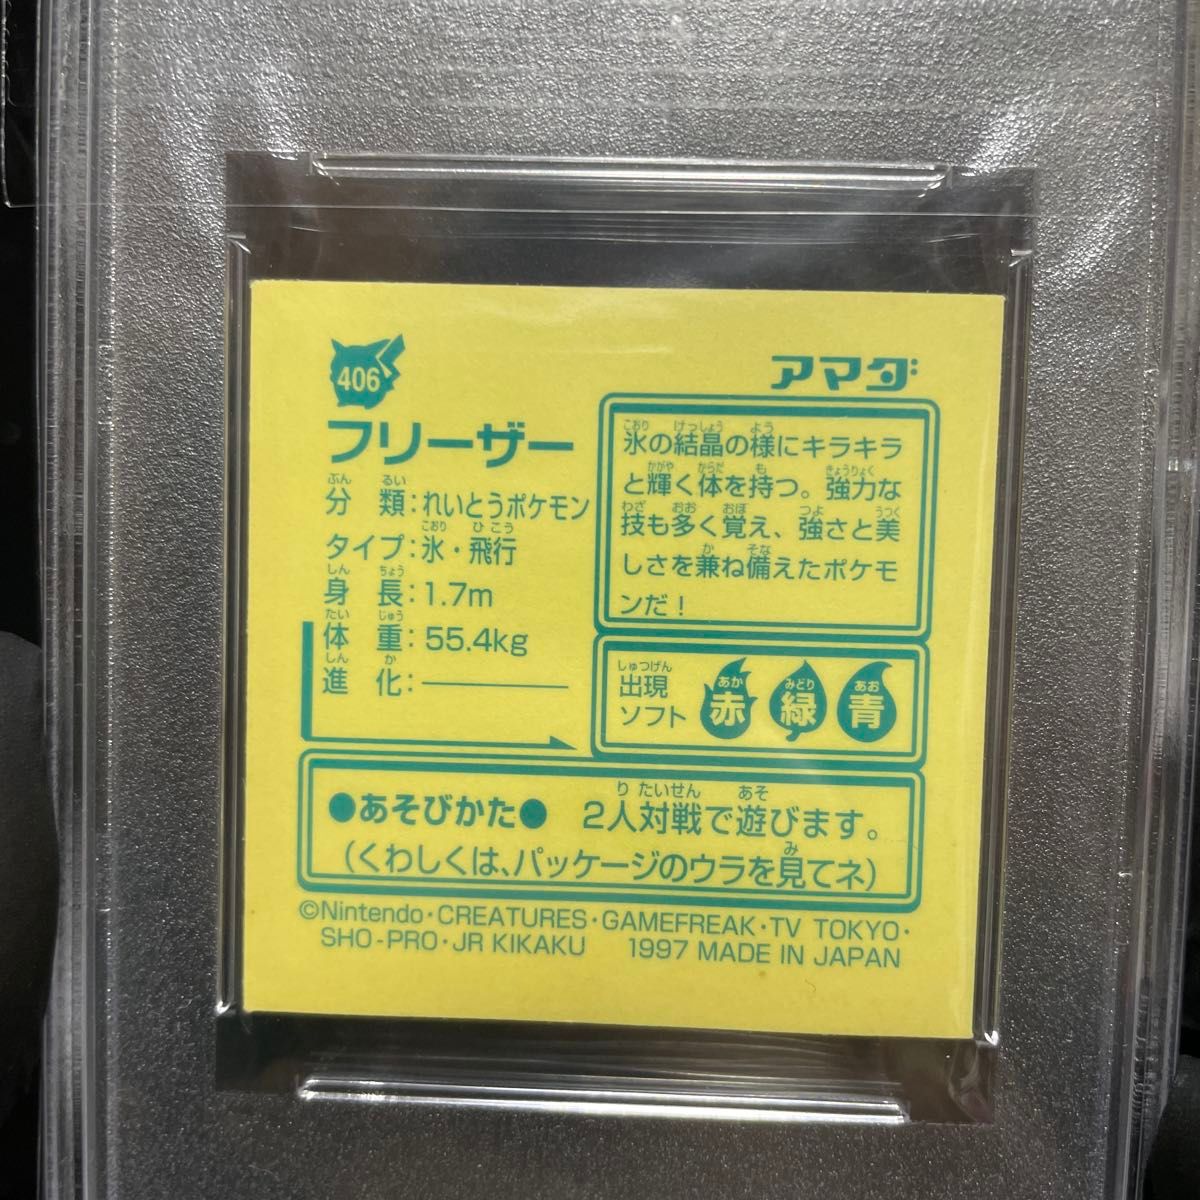 406
アマダ
フリーザー
分類:れいとうポケモン
タイプ:氷・飛行
身長:1.7m
体重:55.4kg
進化:―――
氷の結晶の様にキラキラ
と輝く体を持つ。強力な
技も多く覚え、強さと美
しさを兼ね備えたポケモ
ンだ!
出現
ソフト 赤 緑 青
●あそびかた● 2人対戦で遊びます。
(くわしくは、パッケージのウラを見てネ)
©Nintendo・CREATURES・GAMEFREAK・TV TOKYO・
SHO-PRO・JR KIKAKU 1997 MADE IN JAPAN